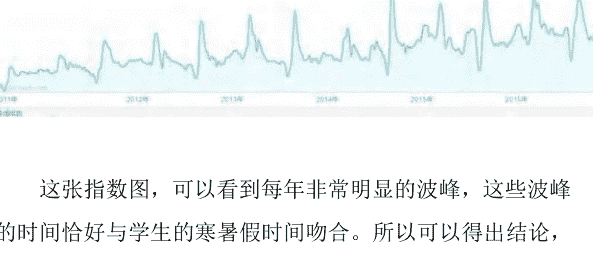 2012年 2013年 2014年 2015年
这张指数图，可以看到每年非常明显的波峰，这些波峰
的时间恰好与学生的寒暑假时间吻合。所以可以得出结论，